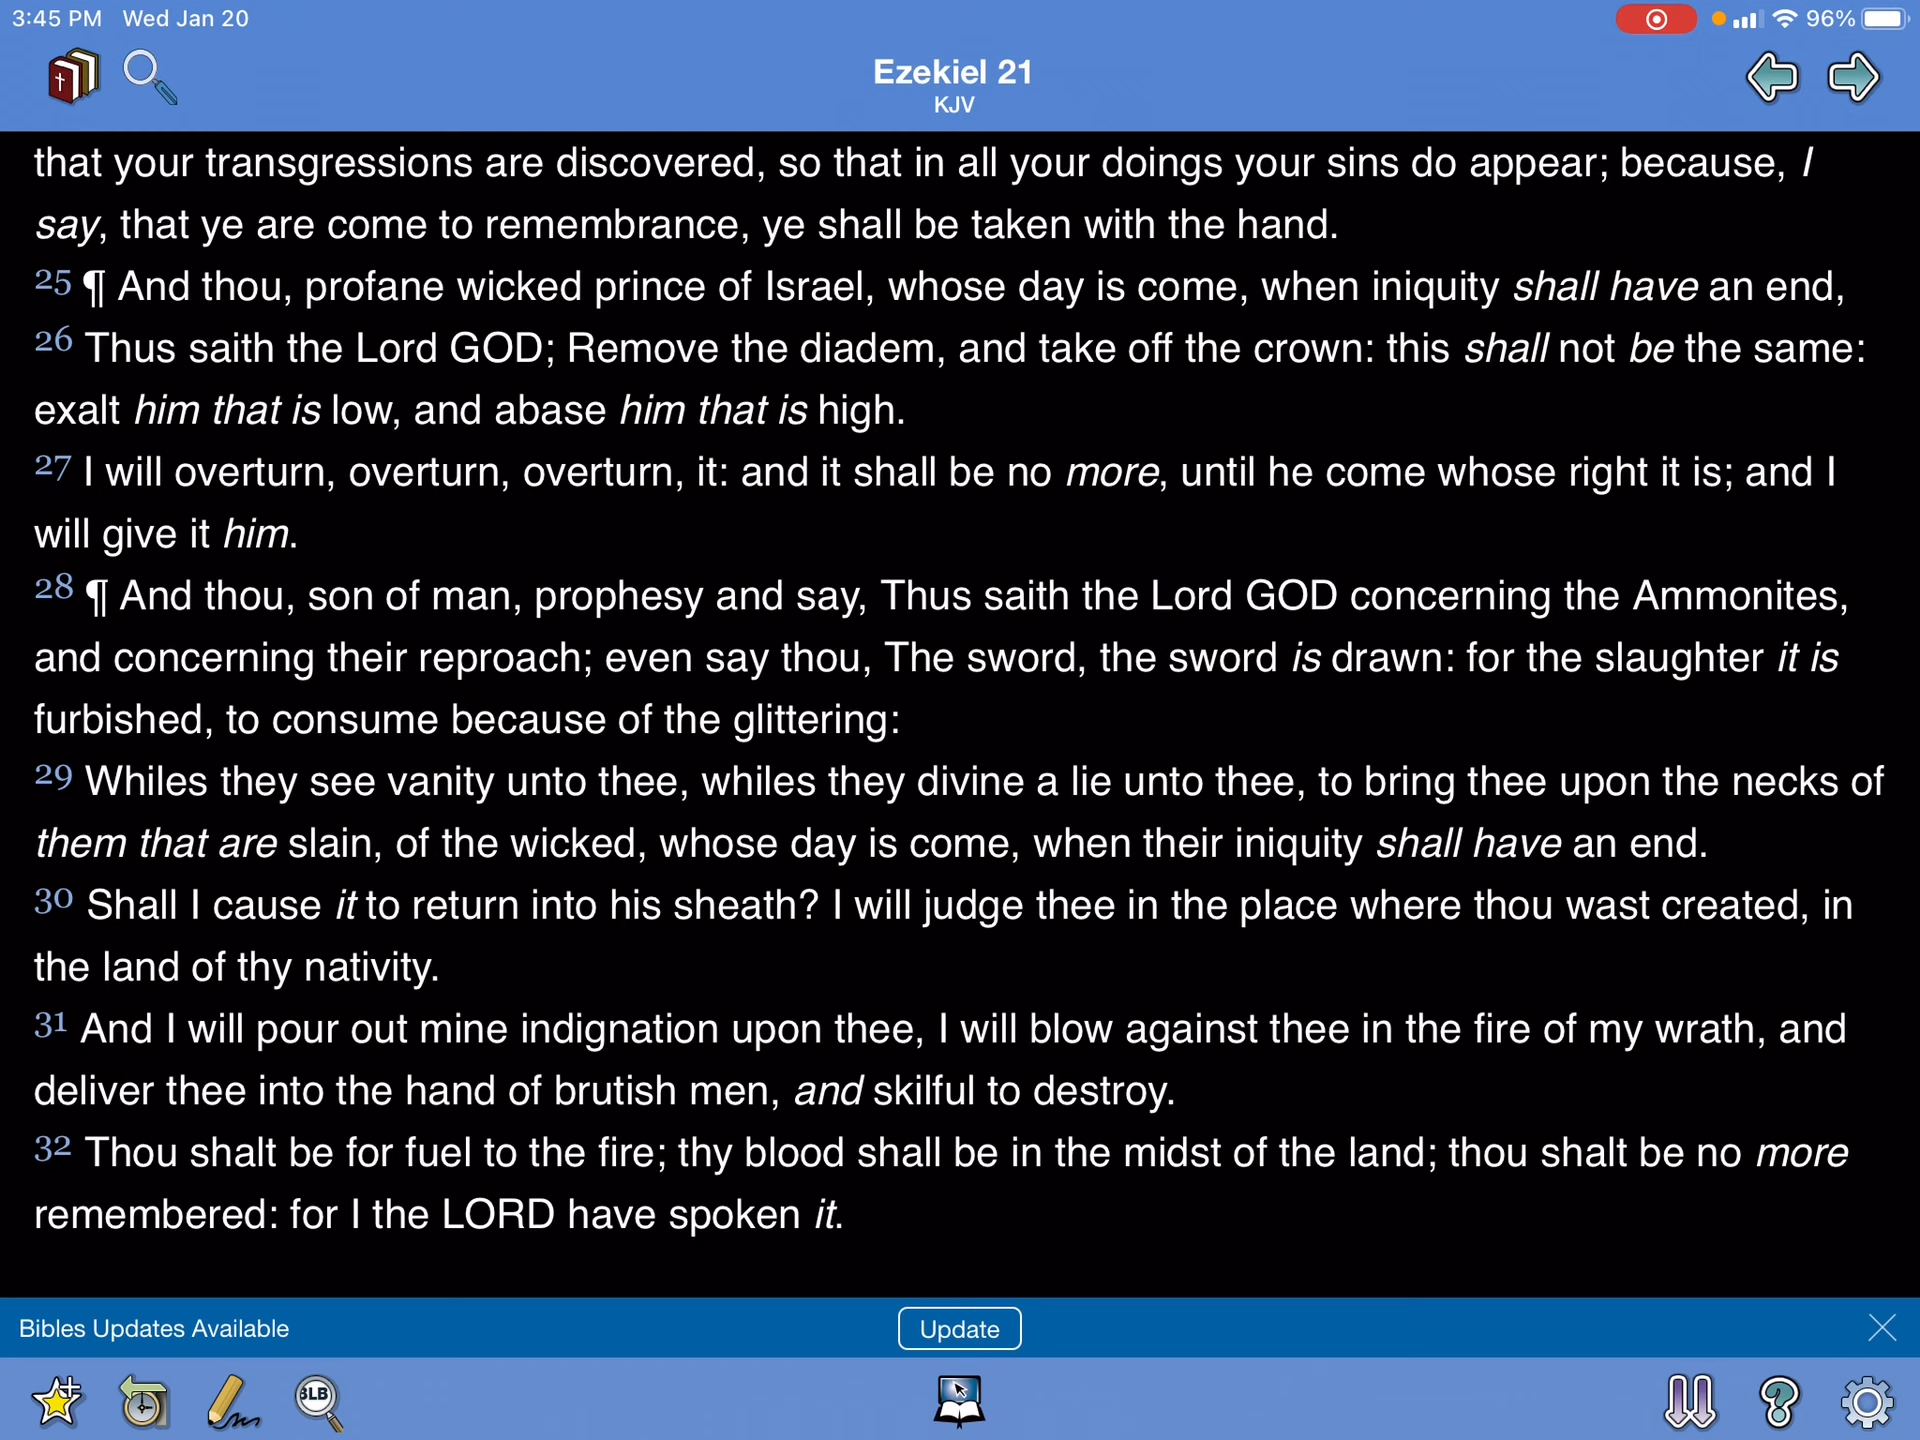 3:45 PM Wed Jan 20 96%
Ezekiel 21
KJV
that your transgressions are discovered, so that in all your doings your sins do appear; because, I
say, that ye are come to remembrance, ye shall be taken with the hand.
25 ¶ And thou, profane wicked prince of Israel, whose day is come, when iniquity shall have an end,
26 Thus saith the Lord GOD; Remove the diadem, and take off the crown: this shall not be the same:
exalt him that is low, and abase him that is high.
27 I will overturn, overturn, overturn, it: and it shall be no more, until he come whose right it is; and I
will give it him.
28 ¶ And thou, son of man, prophesy and say, Thus saith the Lord GOD concerning the Ammonites,
and concerning their reproach; even say thou, The sword, the sword is drawn: for the slaughter it is
furbished, to consume because of the glittering:
29 Whiles they see vanity unto thee, whiles they divine a lie unto thee, to bring thee upon the necks of
them that are slain, of the wicked, whose day is come, when their iniquity shall have an end.
30 Shall I cause it to return into his sheath? I will judge thee in the place where thou wast created, in
the land of thy nativity.
31 And I will pour out mine indignation upon thee, I will blow against thee in the fire of my wrath, and
deliver thee into the hand of brutish men, and skilful to destroy.
32 Thou shalt be for fuel to the fire; thy blood shall be in the midst of the land; thou shalt be no more
remembered: for I the LORD have spoken it.
Bibles Updates Available Update
BLB ?